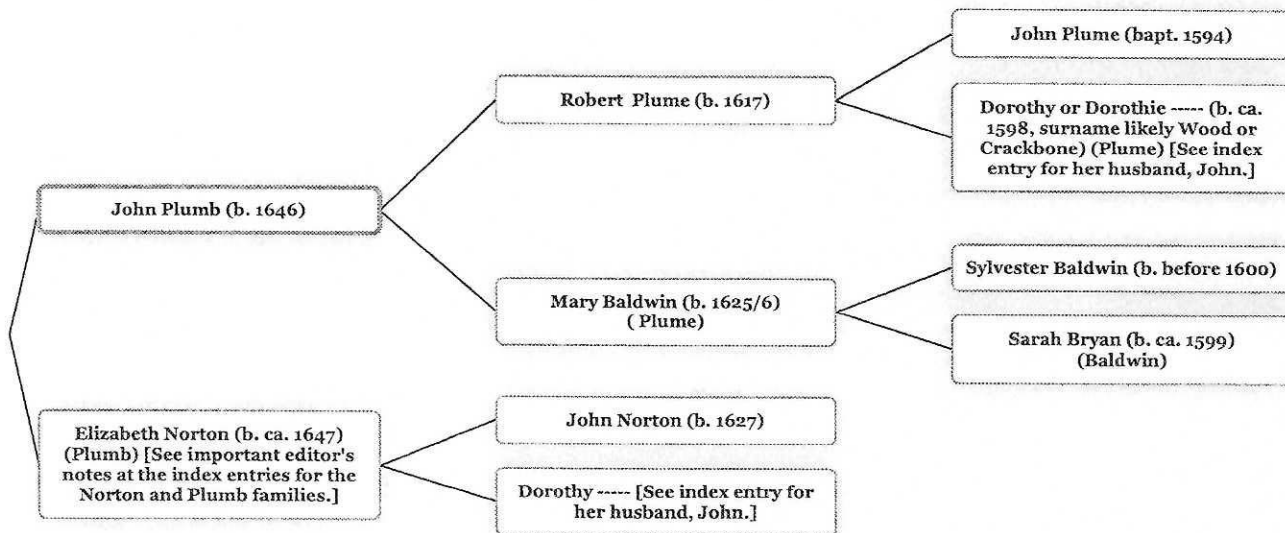 John Plume (bapt. 1594)
Robert Plume (b. 1617)
Dorothy or Dorothie ----- (b. ca.
1598, surname likely Wood or
Crackbone) (Plume) [See index
entry for her husband, John.]
John Plumb (b. 1646)
Sylvester Baldwin (b. before 1600)
Mary Baldwin (b. 1625/6)
( Plume)
Sarah Bryan (b. ca. 1599)
(Baldwin)
John Norton (b. 1627)
Elizabeth Norton (b. ca. 1647)
(Plumb) [See important editor's
notes at the index entries for the
Norton and Plumb families.]
Dorothy ----- [See index entry for
her husband, John.]